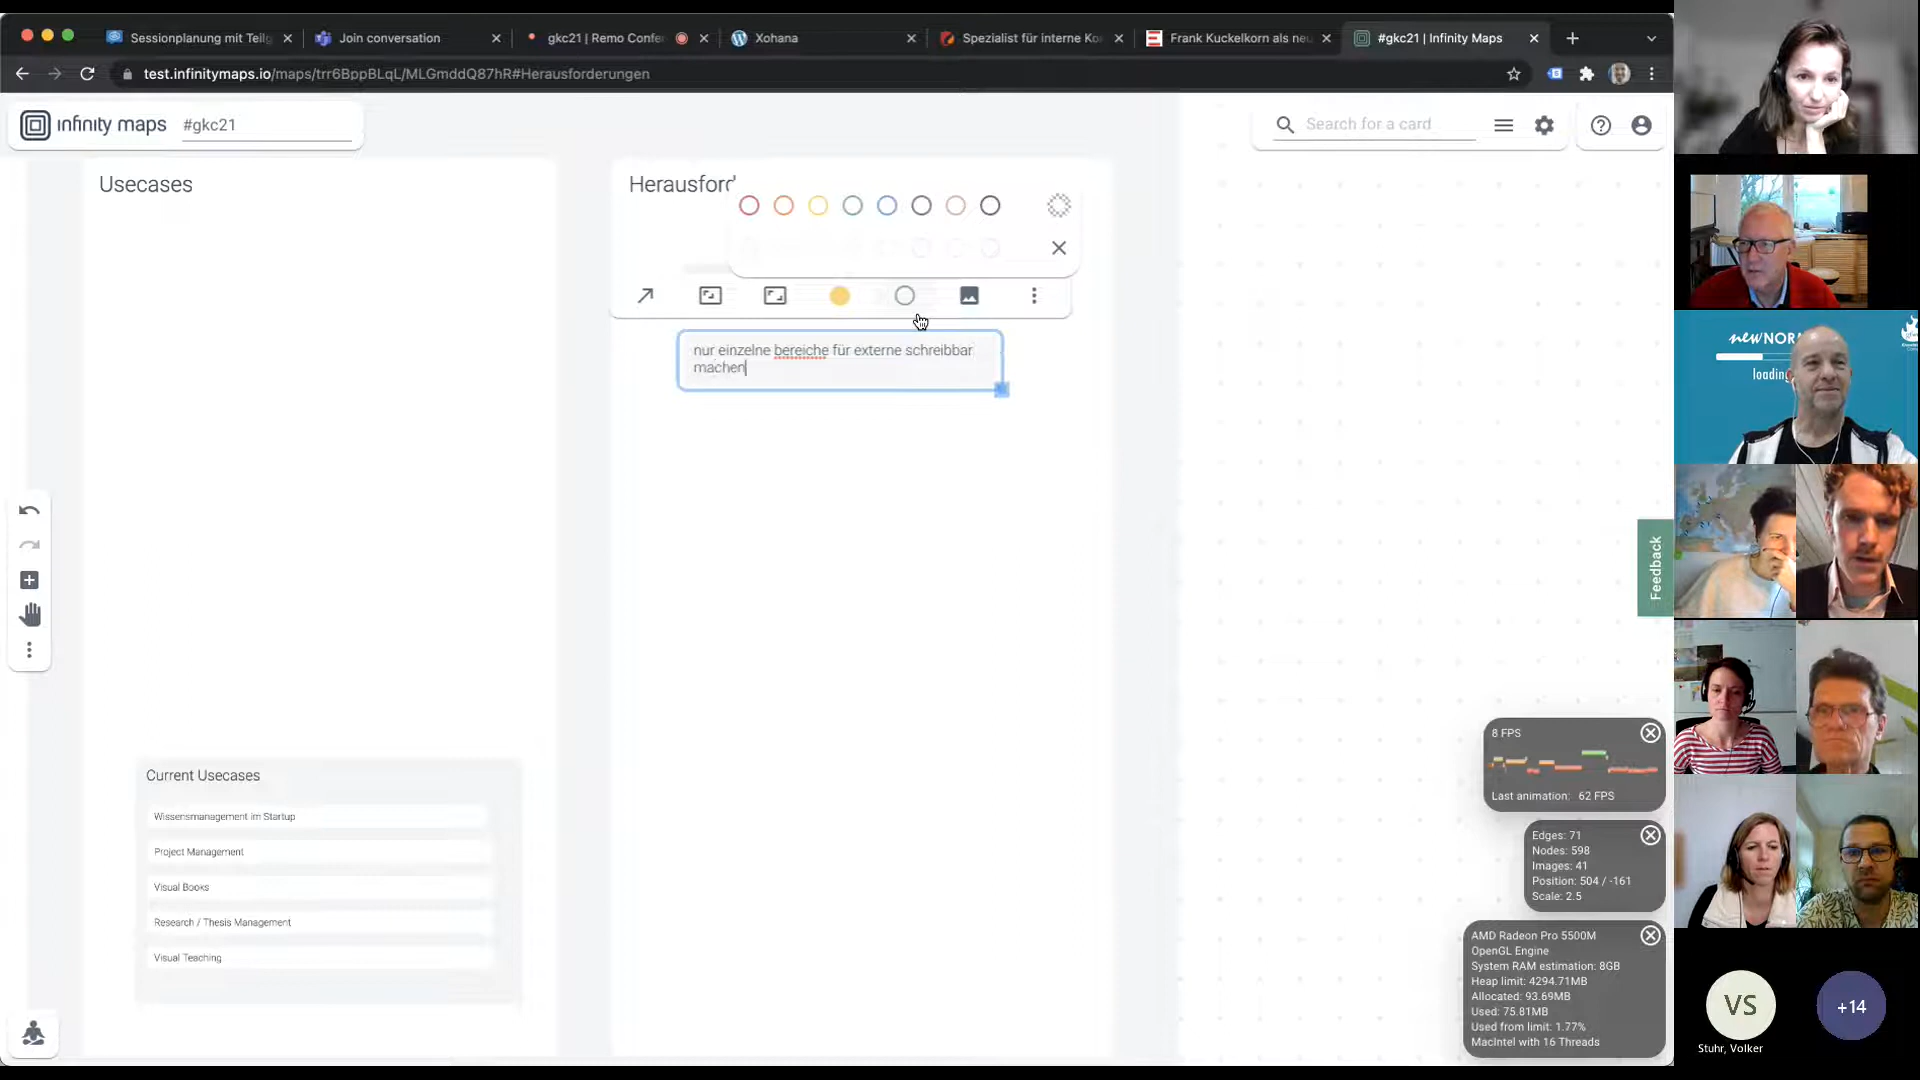 Sessionplanung mit Teilg
Join conversation
gkc21 | Remo Confe
Xohana
Spezialist für interne Ko
Frank Kuckelkorn als neu
#gkc21 | Infinity Maps
test.infinitymaps.io/maps/trr6BppBLqL/MLGmddQ87hR#Herausforderungen
infinity maps
#gkc21
Search for a card
Usecases
Herausford
nur einzelne bereiche für externe schreibbar
machen
Current Usecases
Wissensmanagement im Startup
Project Management
Visual Books
Research / Thesis Management
Visual Teaching
Feedback
8 FPS
Last animation: 62 FPS
Edges: 71
Nodes: 598
Images: 41
Position: 504 / -161
Scale: 2.5
AMD Radeon Pro 5500M
OpenGL Engine
System RAM estimation: 8GB
Heap limit: 4294.71MB
Allocated: 93.69MB
Used: 75.81MB
Used from limit: 1.77%
MacIntel with 16 Threads
newNOR
loading
VS
+14
Stuhr, Volker